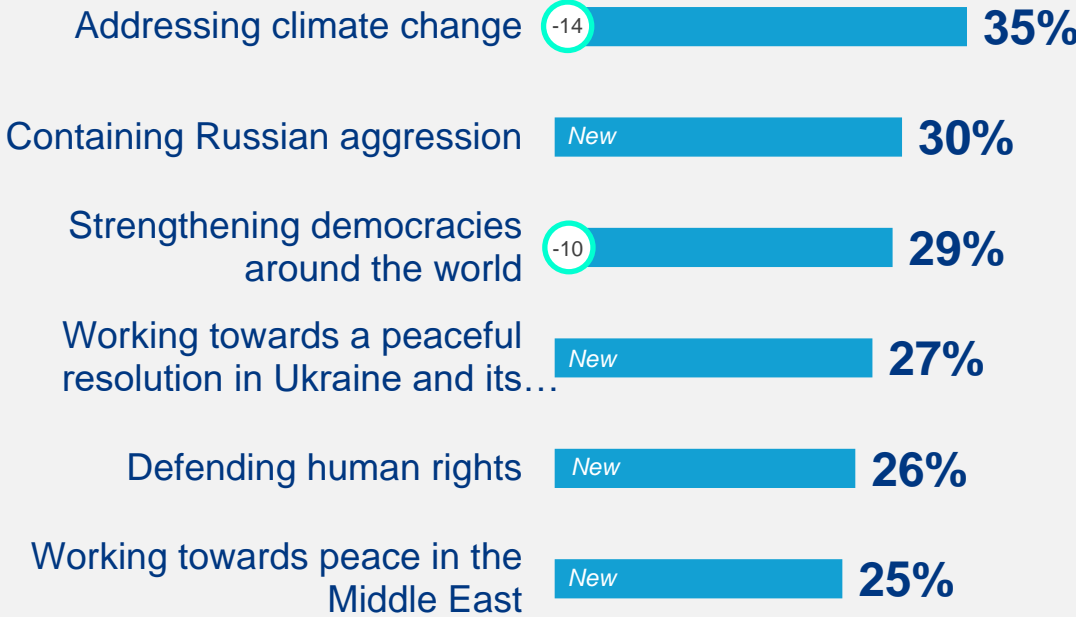 Addressing climate change -14 35%
Containing Russian aggression New 30%
Strengthening democracies
around the world -10 29%
Working towards a peaceful
resolution in Ukraine and its… New 27%
Defending human rights New 26%
Working towards peace in the
Middle East New 25%